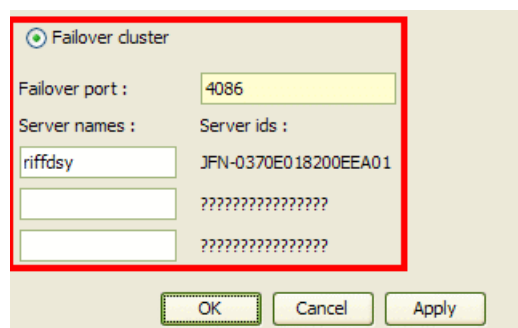 Failover cluster
Failover port : 4086
Server names : Server ids :
riffdsy JFN-0370E018200EEA01
????????????????
????????????????
OK Cancel Apply